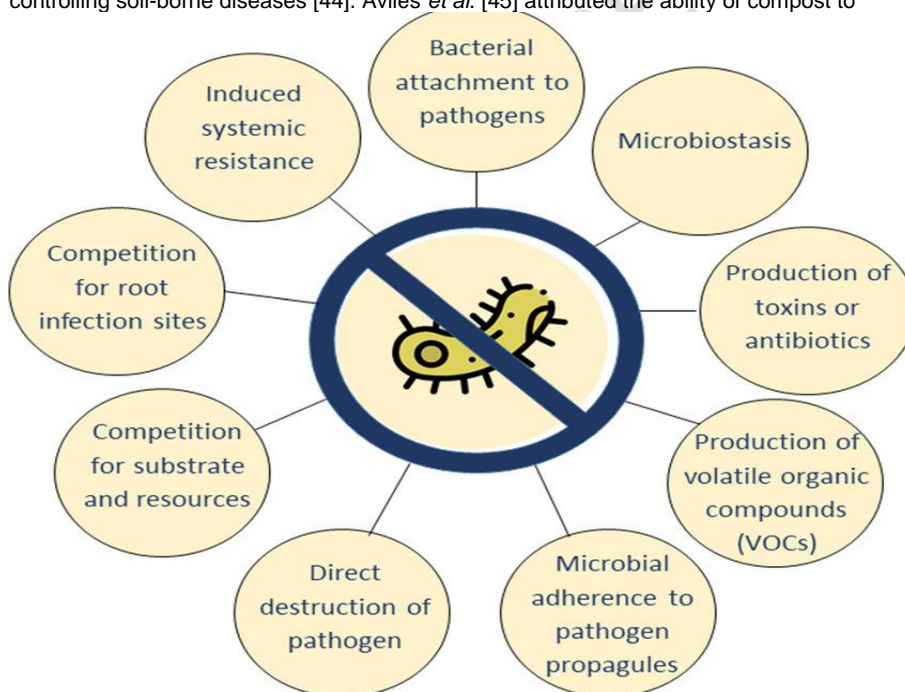 controlling soil-borne diseases [44]. Aviles et al. [45] attributed the ability of compost to
Bacterial
attachment to
pathogens
Microbiostasis
Production of
toxins or
antibiotics
Production of
volatile organic
compounds
(VOCs)
Microbial
adherence to
pathogen
propagules
Direct
destruction of
pathogen
Competition
for substrate
and resources
Competition
for root
infection sites
Induced
systemic
resistance